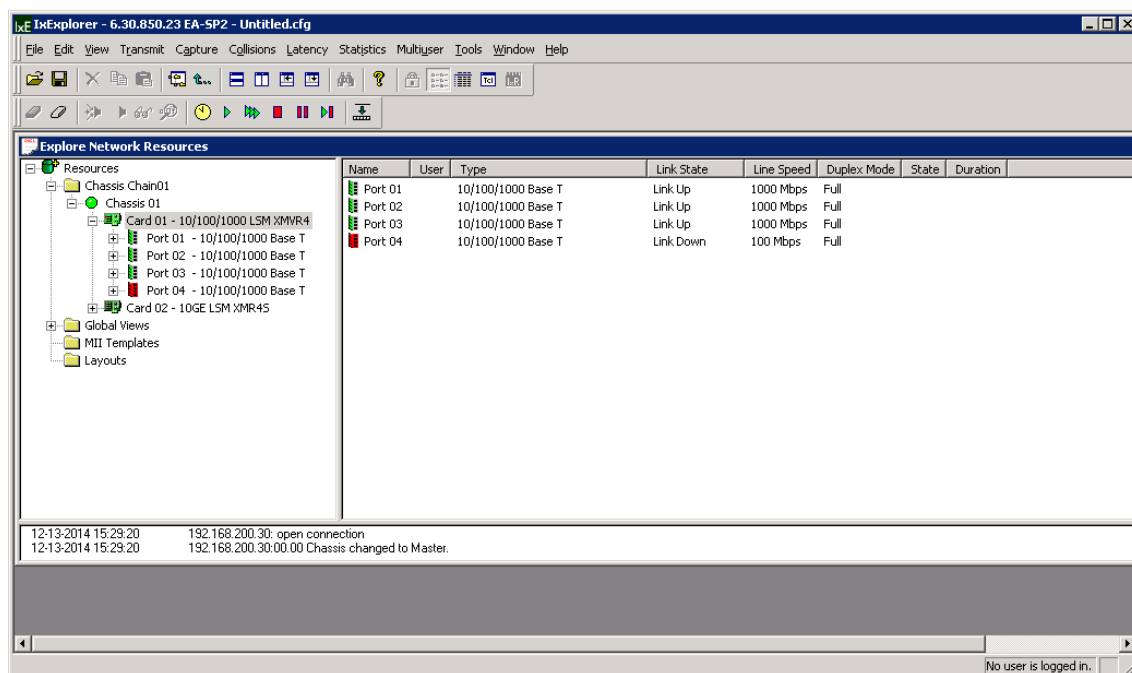 IxE IxExplorer - 6.30.850.23 EA-SP2 - Untitled.cfg
File Edit View Transmit Capture Collisions Latency Statistics Multiuser Tools Window Help
Tcl
Explore Network Resources
Resources
Chassis Chain01
Chassis 01
Card 01 - 10/100/1000 LSM XMVR4
Port 01 - 10/100/1000 Base T
Port 02 - 10/100/1000 Base T
Port 03 - 10/100/1000 Base T
Port 04 - 10/100/1000 Base T
Card 02 - 10GE LSM XMR4S
Global Views
MII Templates
Layouts
Name User Type Link State Line Speed Duplex Mode State Duration
Port 01 10/100/1000 Base T Link Up 1000 Mbps Full
Port 02 10/100/1000 Base T Link Up 1000 Mbps Full
Port 03 10/100/1000 Base T Link Up 1000 Mbps Full
Port 04 10/100/1000 Base T Link Down 100 Mbps Full
12-13-2014 15:29:20 192.168.200.30: open connection
12-13-2014 15:29:20 192.168.200.30:00.00 Chassis changed to Master.
No user is logged in.